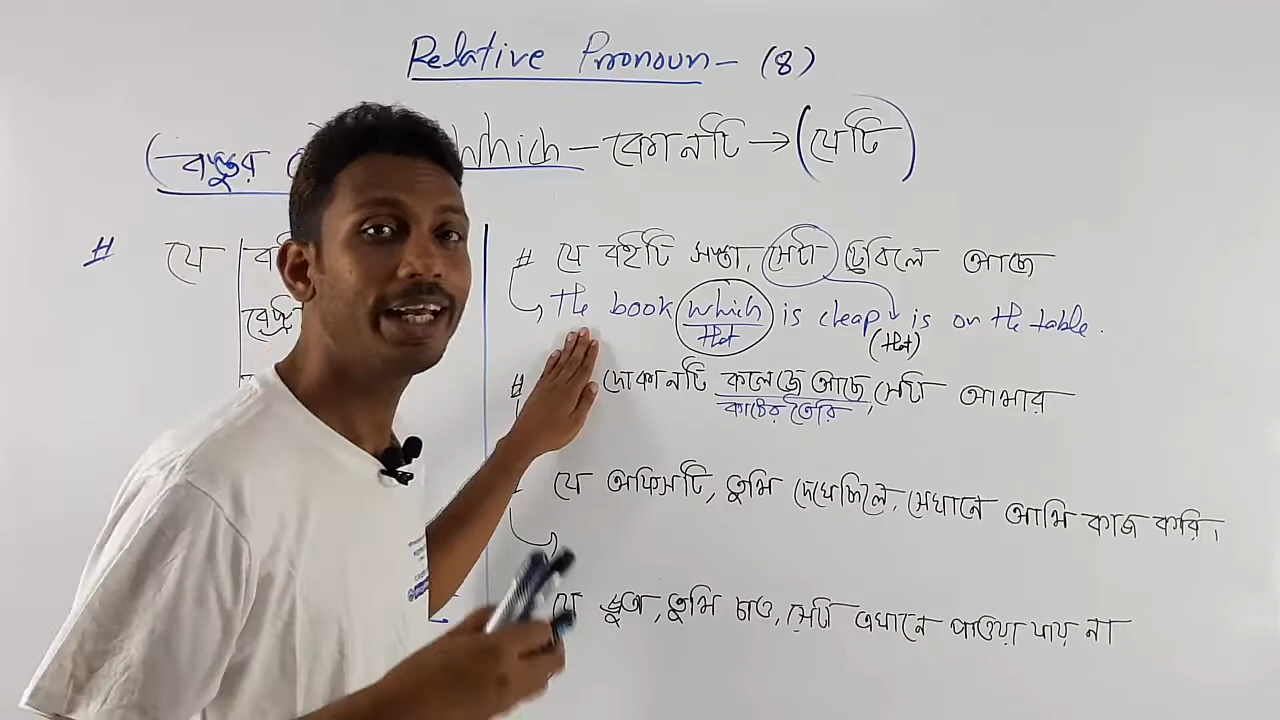 Relative Pronoun - (8)
(বস্তুর Which - কোনটি → (যেটি)
# যে
# যে বইটি সস্তা, সেটা টেবিলে আছে
the book which is cheap is on the table.
that (that)
# দোকানটি কলেজে আছে, সেটা আমার
কাঠের তৈরি
যে অফিসটি, তুমি দেখেছিলে, সেখানে আমি কাজ করি।
যে জুতা, তুমি চাও, সেটা এখানে পাওয়া যায় না